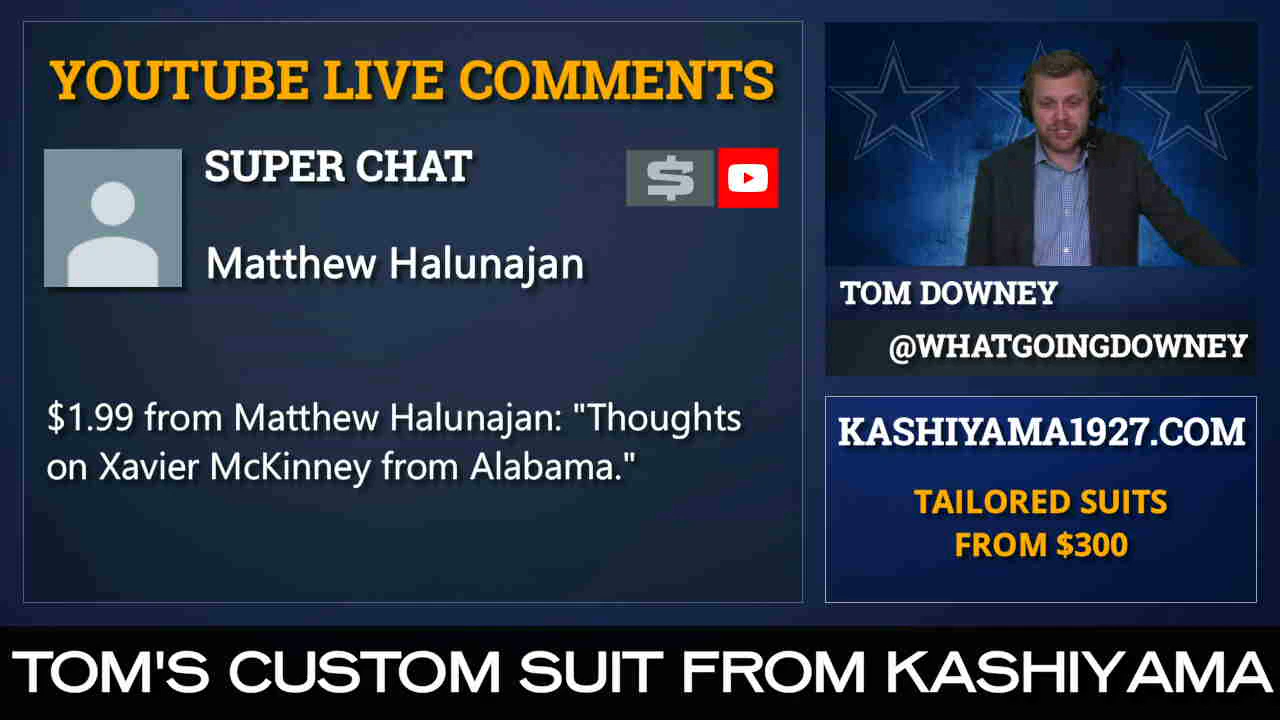 YOUTUBE LIVE COMMENTS
SUPER CHAT
Matthew Halunajan
$1.99 from Matthew Halunajan: "Thoughts
on Xavier McKinney from Alabama."
TOM DOWNEY
@WHATGOINGDOWNEY
KASHIYAMA1927.COM
TAILORED SUITS
FROM $300
TOM'S CUSTOM SUIT FROM KASHIYAMA